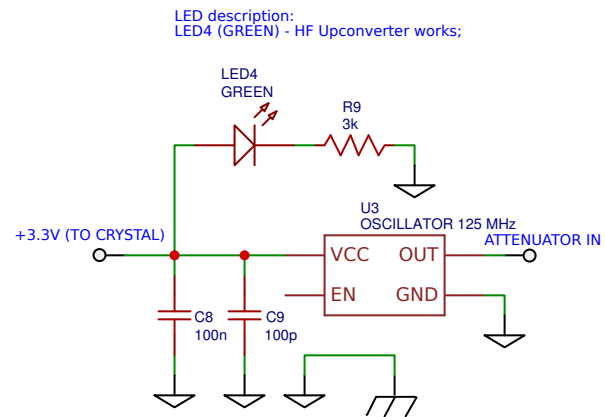 LED description:
LED4 (GREEN) - HF Upconverter works;
LED4
GREEN
R9
3k
U3
OSCILLATOR 125 MHz
+3.3V (TO CRYSTAL)
ATTENUATOR IN
VCC
OUT
EN
GND
C8
100n
C9
100p